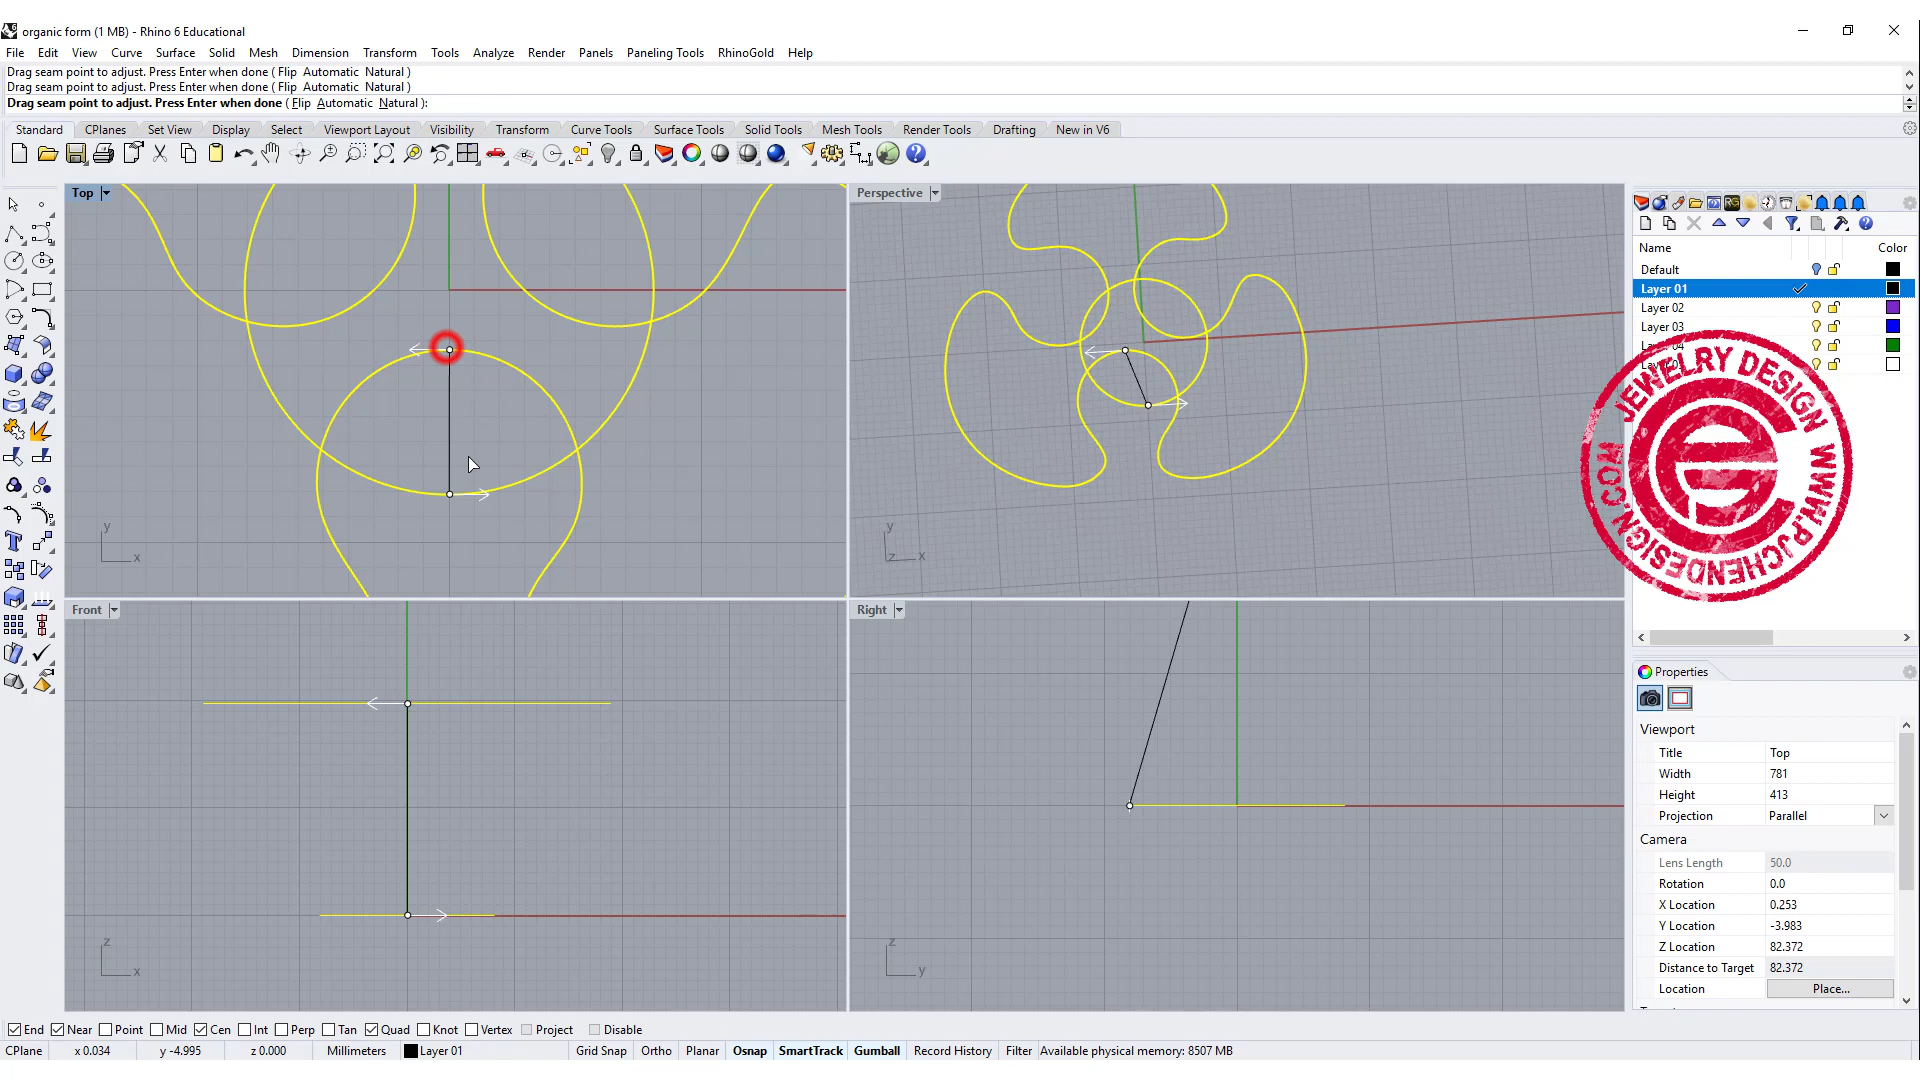 organic form (1 MB) - Rhino 6 Educational
File Edit View Curve Surface Solid Mesh Dimension Transform Tools Analyze Render Panels Paneling Tools RhinoGold Help
Drag seam point to adjust. Press Enter when done ( Flip Automatic Natural )
Drag seam point to adjust. Press Enter when done ( Flip Automatic Natural )
Drag seam point to adjust. Press Enter when done ( Flip Automatic Natural ):
Standard CPlanes Set View Display Select Viewport Layout Visibility Transform Curve Tools Surface Tools Solid Tools Mesh Tools Render Tools Drafting New in V6
Top
Perspective
Name Color
Default
Layer 01
Layer 02
Layer 03
JEWELRY DESIGN WWW.PJCHENDESIGN.COM
y
x
y
z
x
Front
Right
z
x
z
y
Properties
Viewport
Title Top
Width 781
Height 413
Projection Parallel
Camera
Lens Length 50.0
Rotation 0.0
X Location 0.253
Y Location -3.983
Z Location 82.372
Distance to Target 82.372
Location Place...
End Near Point Mid Cen Int Perp Tan Quad Knot Vertex Project Disable
CPlane x 0.034 y -4.995 z 0.000 Millimeters Layer 01 Grid Snap Ortho Planar Osnap SmartTrack Gumball Record History Filter Available physical memory: 8507 MB